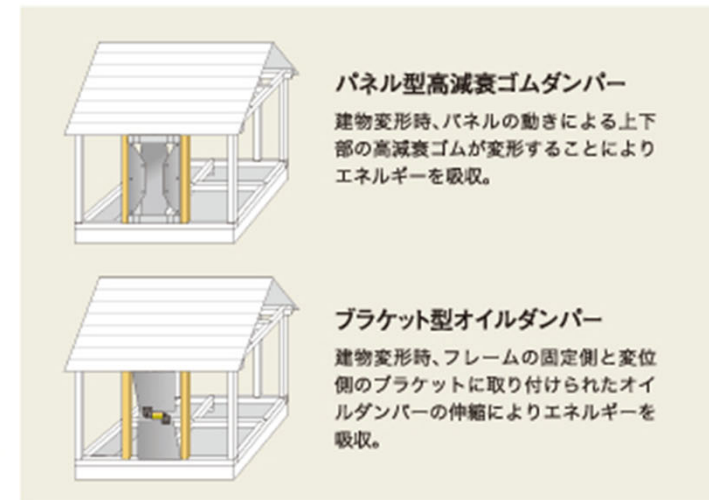 パネル型高減衰ゴムダンパー
建物変形時、パネルの動きによる上下
部の高減衰ゴムが変形することにより
エネルギーを吸収。
ブラケット型オイルダンパー
建物変形時、フレームの固定側と変位
側のブラケットに取り付けられたオイ
ルダンパーの伸縮によりエネルギーを
吸収。